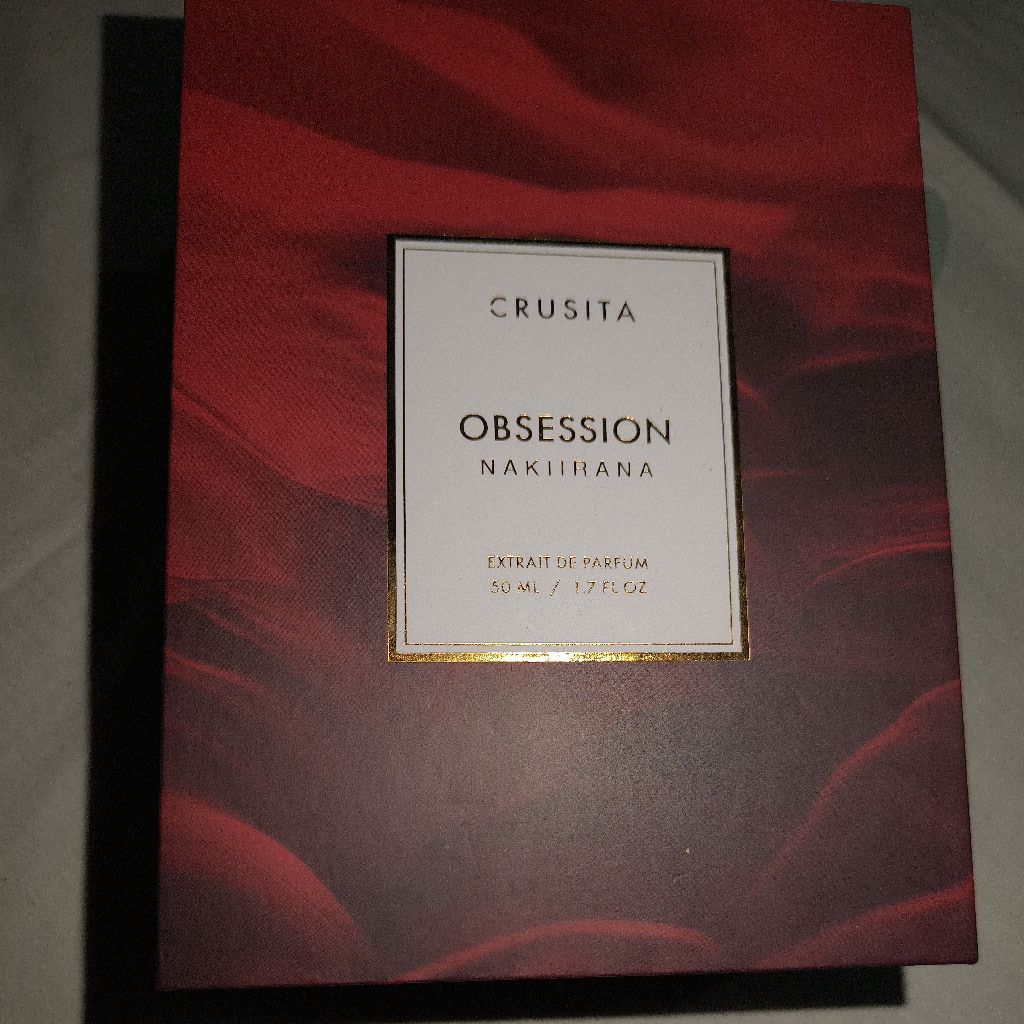 CRUSITA
OBSESSION
NAKIIRANA
EXTRAIT DE PARFUM
50 ML / 1.7 FL OZ